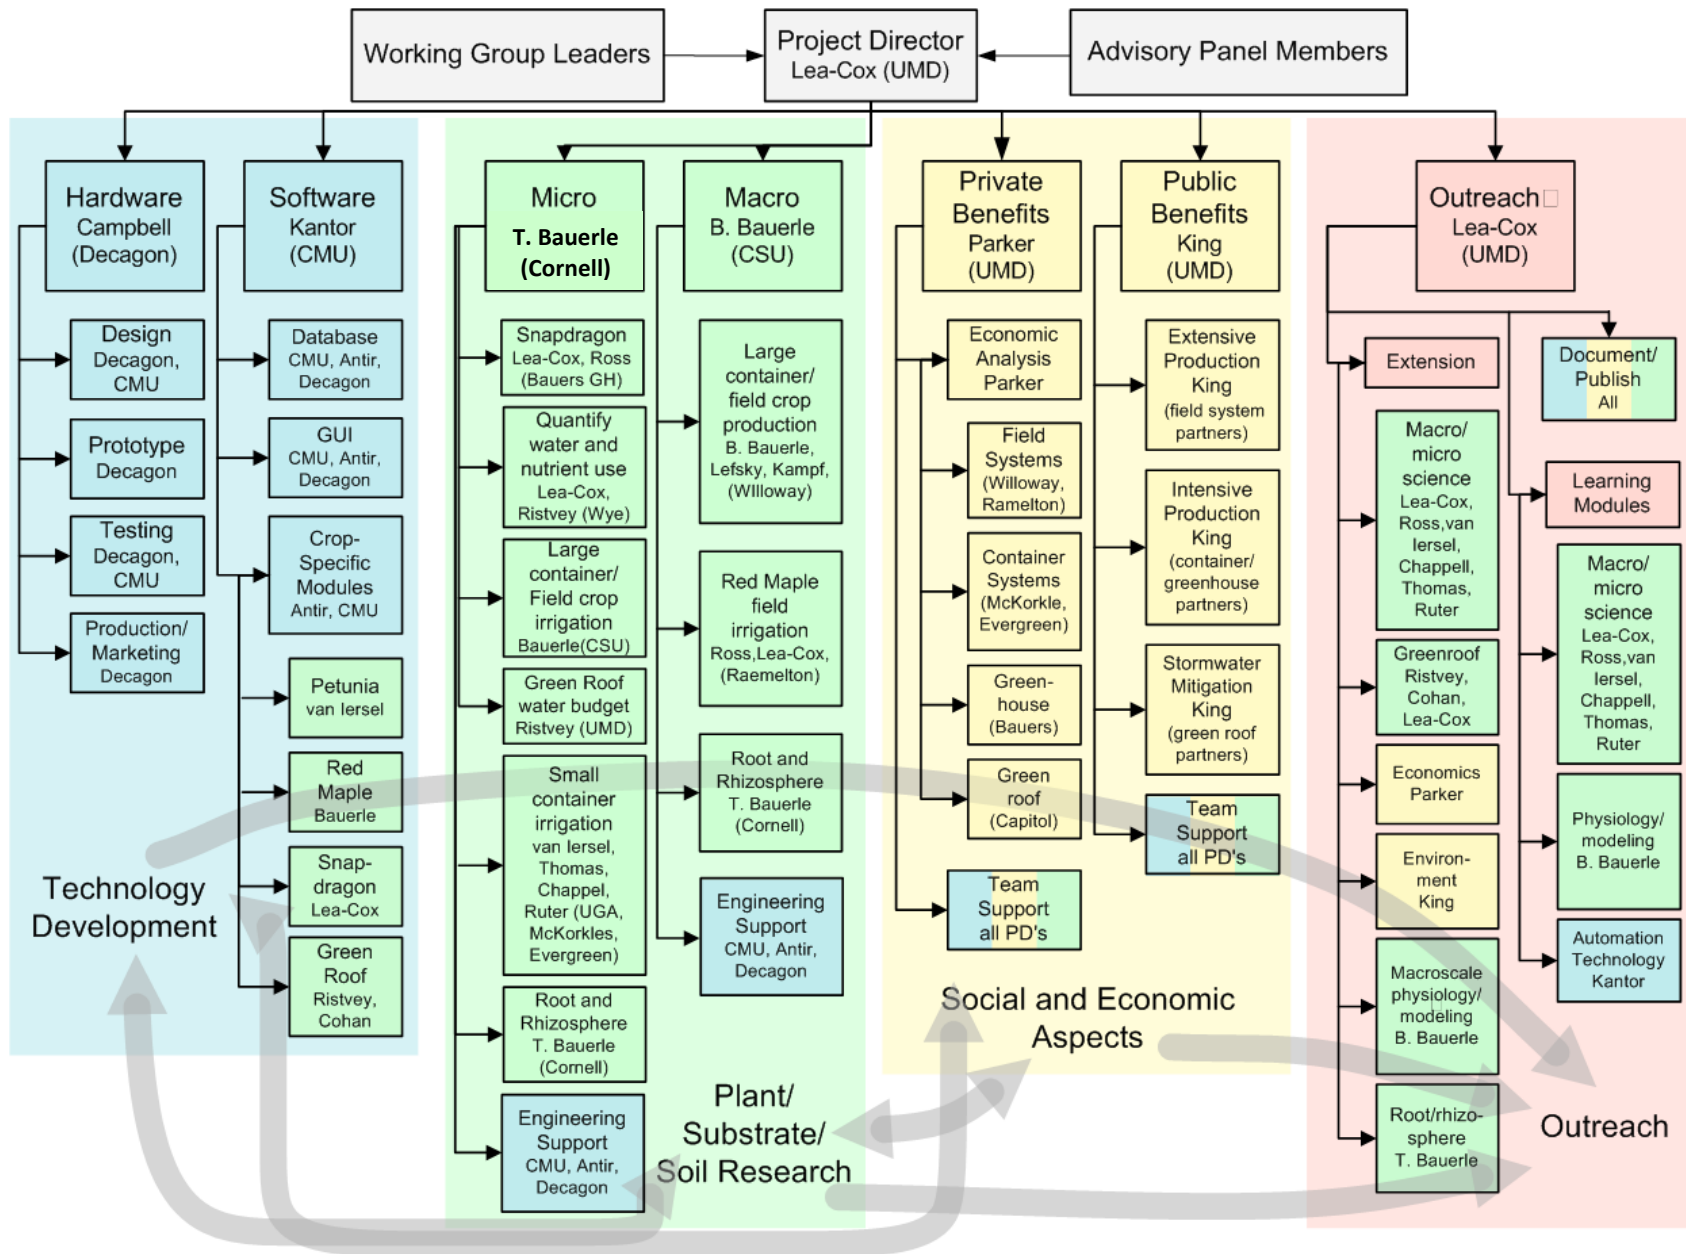 Working Group Leaders
Project Director
Lea-Cox (UMD)
Advisory Panel Members
Hardware
Campbell
(Decagon)
Design
Decagon,
CMU
Prototype
Decagon
Testing
Decagon,
CMU
Production/
Marketing
Decagon
Software
Kantor
(CMU)
Database
CMU, Antir,
Decagon
GUI
CMU, Antir,
Decagon
Crop-
Specific
Modules
Antir, CMU
Petunia
van Iersel
Red
Maple
Bauerle
Snap-
dragon
Lea-Cox
Green
Roof
Ristvey,
Cohan
Technology
Development
Micro
T. Bauerle
(Cornell)
Snapdragon
Lea-Cox, Ross
(Bauers GH)
Quantify
water and
nutrient use
Lea-Cox,
Ristvey (Wye)
Large
container/
Field crop
irrigation
Bauerle(CSU)
Green Roof
water budget
Ristvey (UMD)
Small
container
irrigation
van Iersel,
Thomas,
Chappel,
Ruter (UGA,
McKorkles,
Evergreen)
Root and
Rhizosphere
T. Bauerle
(Cornell)
Engineering
Support
CMU, Antir,
Decagon
Macro
B. Bauerle
(CSU)
Large
container/
field crop
production
B. Bauerle,
Lefsky, Kampf,
(WIlloway)
Red Maple
field
irrigation
Ross,Lea-Cox,
(Raemelton)
Root and
Rhizosphere
T. Bauerle
(Cornell)
Engineering
Support
CMU, Antir,
Decagon
Plant/
Substrate/
Soil Research
Private
Benefits
Parker
(UMD)
Economic
Analysis
Parker
Field
Systems
(Willoway,
Ramelton)
Container
Systems
(McKorkle,
Evergreen)
Green-
house
(Bauers)
Green
roof
(Capitol)
Team
Support
all PD's
Public
Benefits
King
(UMD)
Extensive
Production
King
(field system
partners)
Intensive
Production
King
(container/
greenhouse
partners)
Stormwater
Mitigation
King
(green roof
partners)
Team
Support
all PD's
Social and Economic
Aspects
Outreach
Lea-Cox
(UMD)
Extension
Macro/
micro
science
Lea-Cox,
Ross,van
Iersel,
Chappell,
Thomas,
Ruter
Greenroof
Ristvey,
Cohan,
Lea-Cox
Economics
Parker
Environ-
ment
King
Macroscale
physiology/
modeling
B. Bauerle
Root/rhizo-
sphere
T. Bauerle
Document/
Publish
All
Learning
Modules
Macro/
micro
science
Lea-Cox,
Ross,van
Iersel,
Chappell,
Thomas,
Ruter
Physiology/
modeling
B. Bauerle
Automation
Technology
Kantor
Outreach